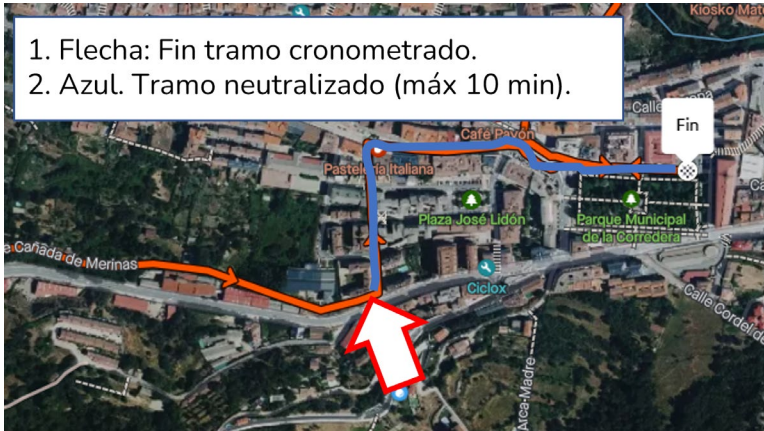 Kiosko Mat
1. Flecha: Fin tramo cronometrado.
2. Azul. Tramo neutralizado (máx 10 min).
Calle
Fin
Café Pavón
Pastelería Italiana
Plaza José Lidón
Parque Municipal
de la Corredera
e Cañada de Merinas
Ciclox
Calle Cordel de
Arca-Madre